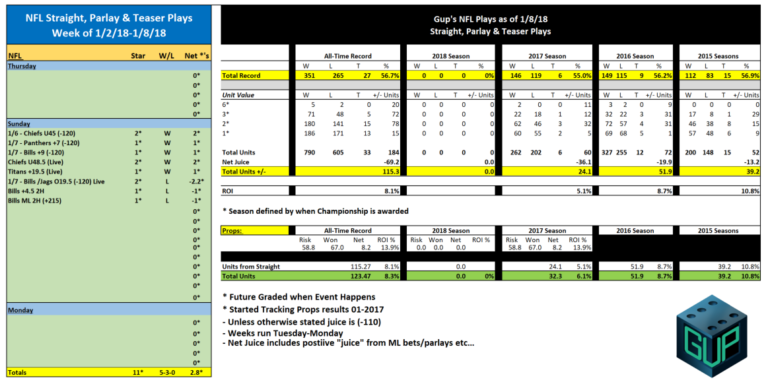 NFL Straight, Parlay & Teaser Plays
Week of 1/2/18-1/8/18
NFL Star W/L Net *'s
Thursday
0*
0*
0*
0*
0*
Sunday
1/6 - Chiefs U45 (-120) 2* W 2*
1/7 - Panthers +7 (-120) 1* W 1*
1/7 - Bills +9 (-120) 1* W 1*
Chiefs U48.5 (Live) 2* W 2*
Titans +19.5 (Live) 1* W 1*
1/7 - Bills /Jags O19.5 (-120) Live 2* L -2.2*
Bills +4.5 2H 1* L -1*
Bills ML 2H (+215) 1* L -1*
0*
0*
0*
0*
0*
0*
0*
0*
Monday
0*
0*
0*
0*
0*
Totals 11* 5-3-0 2.8*
Gup's NFL Plays as of 1/8/18
Straight, Parlay & Teaser Plays
All-Time Record 2018 Season 2017 Season 2016 Season 2015 Seasons
W L T % W L T % W L T % W L T % W L T %
Total Record 351 265 27 56.7% 0 0 0 0% 146 119 6 55.0% 149 115 9 56.2% 112 83 15 56.9%
Unit Value W L T +/- Units W L T +/- Units W L T +/- Units W L T +/- Units W L T +/- Units
6* 5 2 0 20 0 0 0 0 2 0 0 11 3 2 0 9 0 0 0 0
3* 71 48 5 72 0 0 0 0 22 18 1 12 32 22 3 31 17 8 1 29
2* 180 141 15 78 0 0 0 0 62 46 3 32 72 57 4 31 46 38 8 15
1* 186 171 13 15 0 0 0 0 60 55 2 5 69 68 5 1 57 48 6 9
Total Units 790 605 33 184 0 0 0 0 262 202 6 60 327 255 12 72 200 148 15 52
Net Juice -69.2 0.0 -36.1 -19.9 -13.2
Total Units +/- 115.3 0.0 24.1 51.9 39.2
ROI 8.1% 5.1% 8.7% 10.8%
* Season defined by when Championship is awarded
Props: All-Time Record 2018 Season 2017 Season 2016 Season 2015 Seasons
Risk Won Net ROI % Risk Won Net ROI % Risk Won Net ROI %
58.8 67.0 8.2 13.9% 0.0 0.0 0.0 58.8 67.0 8.2 13.9%
Units from Straight 115.27 8.1% 0.0 24.1 5.1% 51.9 8.7% 39.2 10.8%
Total Units 123.47 8.3% 0.0 0% 32.3 6.1% 51.9 8.7% 39.2 10.8%
* Future Graded when Event Happens
* Started Tracking Props results 01-2017
- Unless otherwise stated juice is (-110)
- Weeks run Tuesday-Monday
- Net Juice includes postiive "juice" from ML bets/parlays etc...
GUP